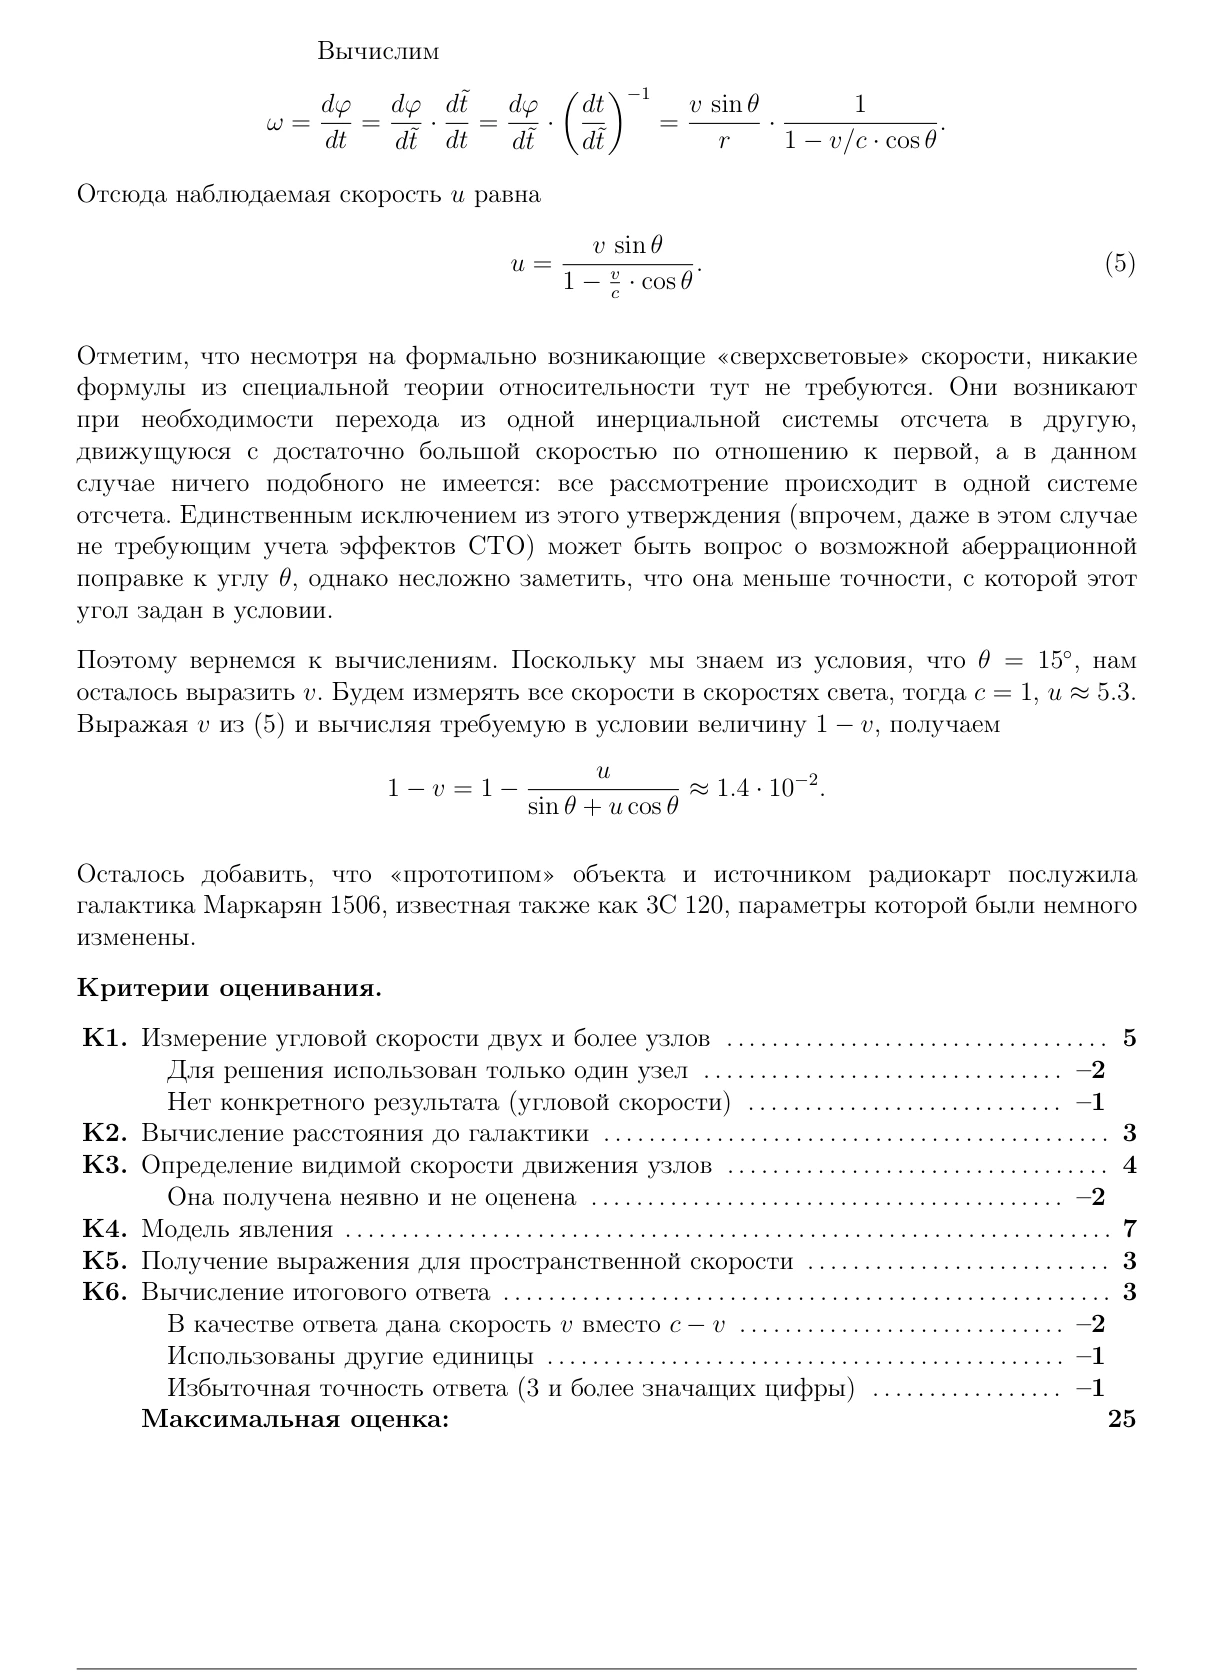 Вычислим
ω = dφ/dt = dφ/dt̃ · dt̃/dt = dφ/dt̃ · (dt/dt̃)⁻¹ = v sin θ / r · 1 / (1 − v/c · cos θ).
Отсюда наблюдаемая скорость u равна
u = v sin θ / (1 − v/c · cos θ). (5)
Отметим, что несмотря на формально возникающие «сверхсветовые» скорости, никакие
формулы из специальной теории относительности тут не требуются. Они возникают
при необходимости перехода из одной инерциальной системы отсчета в другую,
движущуюся с достаточно большой скоростью по отношению к первой, а в данном
случае ничего подобного не имеется: все рассмотрение происходит в одной системе
отсчета. Единственным исключением из этого утверждения (впрочем, даже в этом случае
не требующим учета эффектов СТО) может быть вопрос о возможной аберрационной
поправке к углу θ, однако несложно заметить, что она меньше точности, с которой этот
угол задан в условии.
Поэтому вернемся к вычислениям. Поскольку мы знаем из условия, что θ = 15°, нам
осталось выразить v. Будем измерять все скорости в скоростях света, тогда c = 1, u ≈ 5.3.
Выражая v из (5) и вычисляя требуемую в условии величину 1 − v, получаем
1 − v = 1 − u / (sin θ + u cos θ) ≈ 1.4 · 10⁻².
Осталось добавить, что «прототипом» объекта и источником радиокарт послужила
галактика Маркарян 1506, известная также как 3C 120, параметры которой были немного
изменены.
Критерии оценивания.
К1. Измерение угловой скорости двух и более узлов .................................. 5
Для решения использован только один узел ................................ –2
Нет конкретного результата (угловой скорости) ............................ –1
К2. Вычисление расстояния до галактики ............................................. 3
К3. Определение видимой скорости движения узлов .................................. 4
Она получена неявно и не оценена .......................................... –2
К4. Модель явления .................................................................... 7
К5. Получение выражения для пространственной скорости ........................... 3
К6. Вычисление итогового ответа ...................................................... 3
В качестве ответа дана скорость v вместо c − v ............................. –2
Использованы другие единицы .............................................. –1
Избыточная точность ответа (3 и более значащих цифры) ................. –1
Максимальная оценка: 25